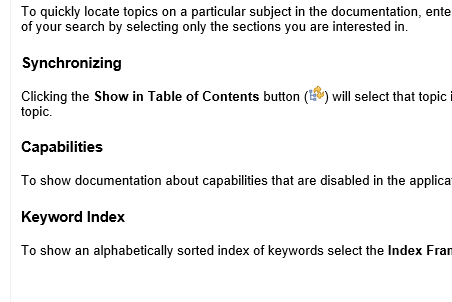 To quickly locate topics on a particular subject in the documentation, ente
of your search by selecting only the sections you are interested in.
Synchronizing
Clicking the Show in Table of Contents button ( ) will select that topic i
topic.
Capabilities
To show documentation about capabilities that are disabled in the applica
Keyword Index
To show an alphabetically sorted index of keywords select the Index Fran